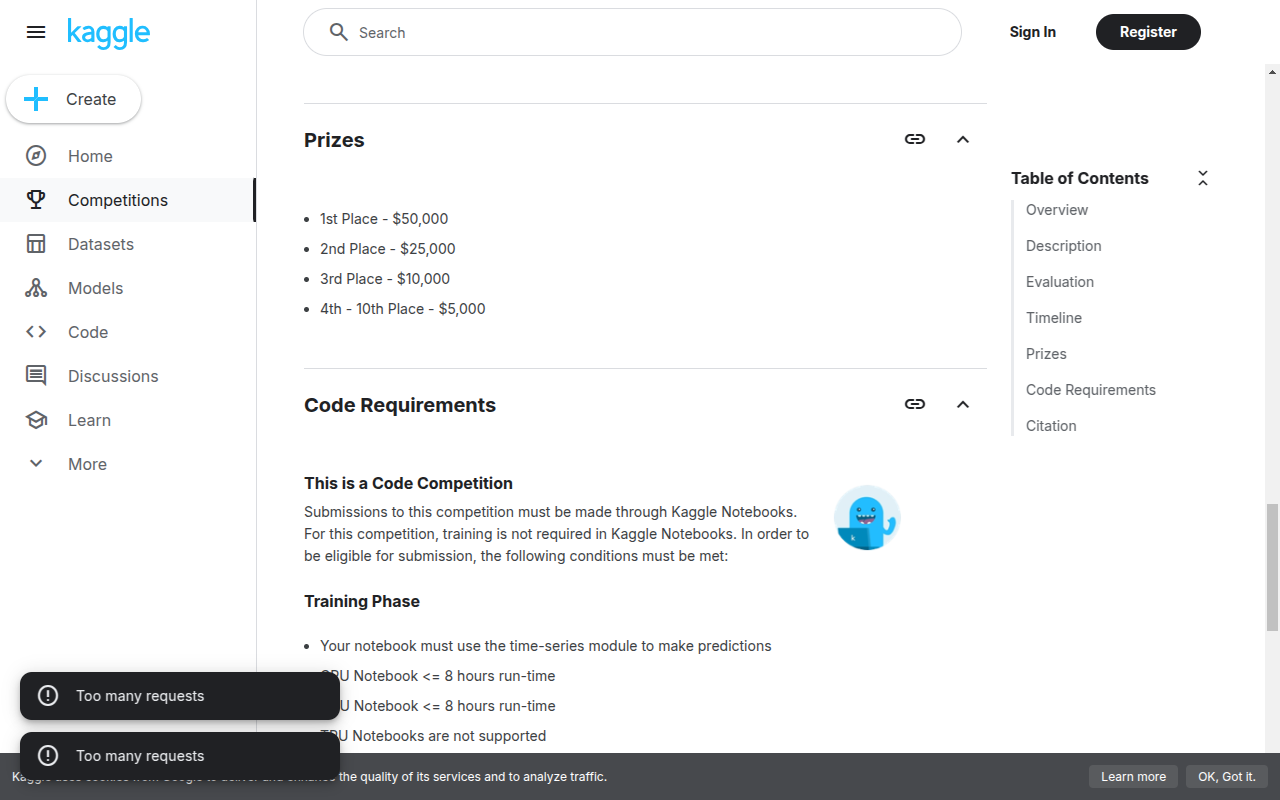 kaggle
Search
Sign In
Register
Create
Home
Competitions
Datasets
Models
Code
Discussions
Learn
More
Prizes
1st Place - $50,000
2nd Place - $25,000
3rd Place - $10,000
4th - 10th Place - $5,000
Code Requirements
This is a Code Competition
Submissions to this competition must be made through Kaggle Notebooks.
For this competition, training is not required in Kaggle Notebooks. In order to
be eligible for submission, the following conditions must be met:
Training Phase
Your notebook must use the time-series module to make predictions
Notebook <= 8 hours run-time
Notebook <= 8 hours run-time
TPU Notebooks are not supported
Table of Contents
Overview
Description
Evaluation
Timeline
Prizes
Code Requirements
Citation
Too many requests
Too many requests
the quality of its services and to analyze traffic.
Learn more
OK, Got it.